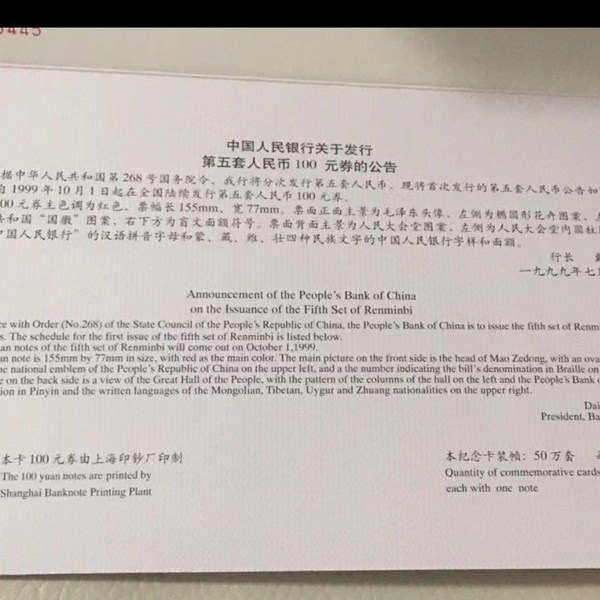 5445
中国人民银行关于发行
第五套人民币100 元券的公告
据中华人民共和国第268号国务院令，我行将分次发行第五套人民币，现将首次发行的第五套人民币公告如
自1999年10月1日起在全国陆续发行第五套人民币100元券。
00元券主色调为红色，票幅长155mm、宽77mm。票面正面主景为毛泽东头像，左侧为椭圆形花卉图案，左
共和国“国徽”图案，右下方为盲文面额符号。票面背面主景为人民大会堂图案，左侧为人民大会堂内圆柱
中国人民银行”的汉语拼音字母和蒙、藏、维、壮四种民族文字的中国人民银行字样和面额。
行长
一九九九年七
Announcement of the People's Bank of China
on the Issuance of the Fifth Set of Renminbi
ce with Order (No.268) of the State Council of the People's Republic of China, the People's Bank of China is to issue the fifth set of Renm
s. The schedule for the first issue of the fifth set of Renminbi is listed below.
an notes of the fifth set of Renminbi will come out on October 1,1999.
an note is 155mm by 77mm in size, with red as the main color. The main picture on the front side is the head of Mao Zedong, with an ova
he national emblem of the People's Republic of China on the upper left, and a the number indicating the bill's denomination in Braille on
e on the back side is a view of the Great Hall of the People, with the pattern of the columns of the hall on the left and the People's Bank o
tion in Pinyin and the written languages of the Mongolian, Tibetan, Uygur and Zhuang nationalities on the upper right.
Dai
President, Ba
本卡100元券由上海印钞厂印制
The 100 yuan notes are printed by
Shanghai Banknote Printing Plant
本纪念卡装帧：50万套
Quantity of commemorative cards
each with one note